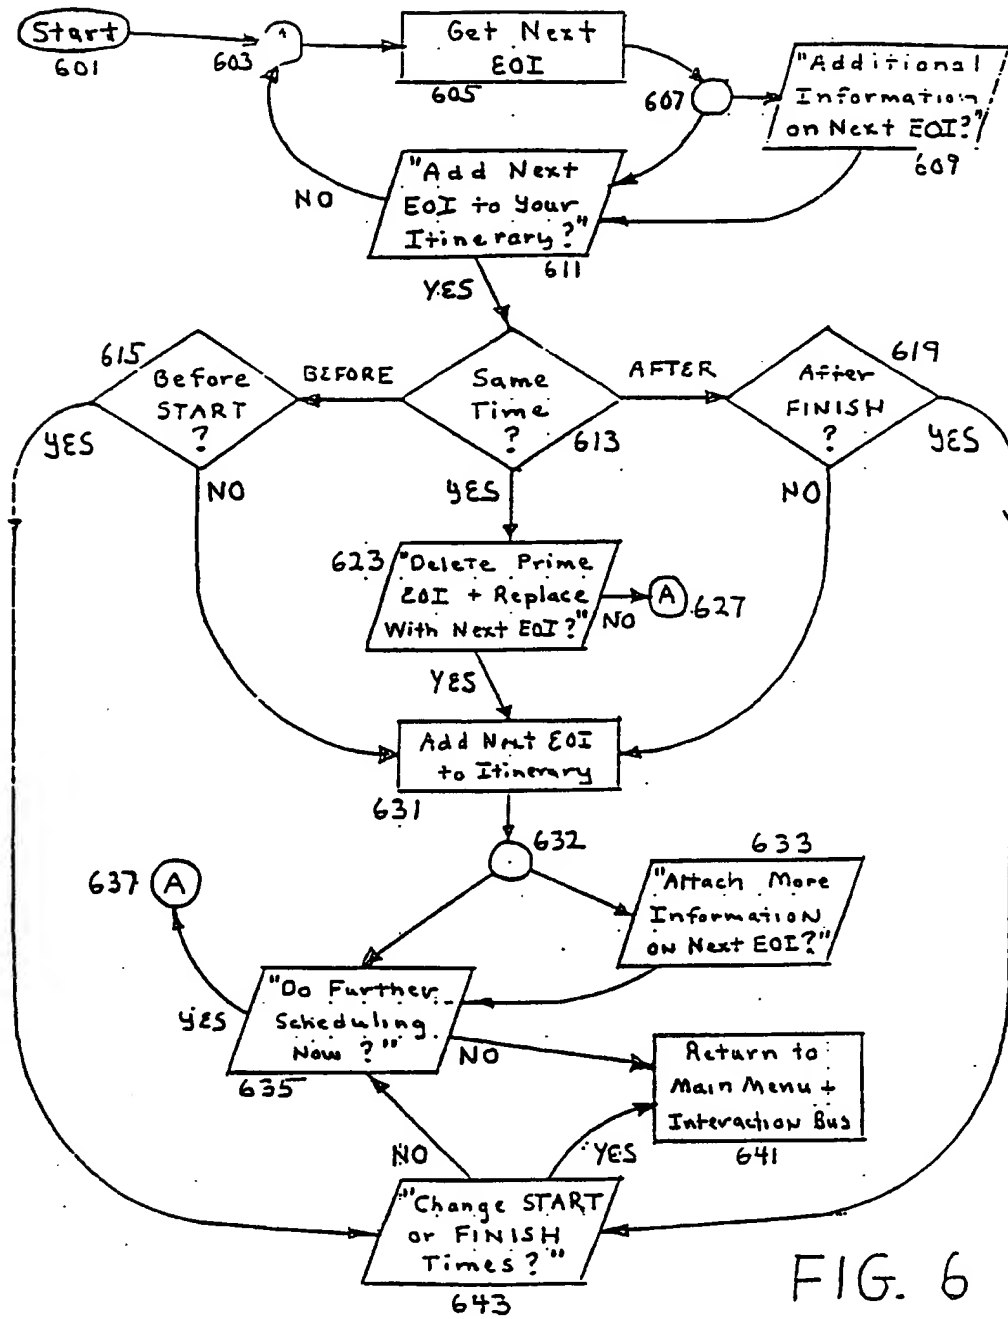 Start
601
603
Get Next
EOI
605
607
"Additional
Information
on Next EOI?"
609
"Add Next
EOI to Your
Itinerary?"
611
NO
YES
615
Before
START
?
BEFORE
Same
Time
?
613
AFTER
619
After
FINISH
?
YES
NO
YES
NO
YES
623
"Delete Prime
EOI + Replace
With Next EOI?"
NO
A
627
YES
Add Next EOI
to Itinerary
631
632
633
"Attach More
Information
on Next EOI?"
637
A
YES
"Do Further
Scheduling
Now?"
635
NO
Return to
Main Menu +
Interaction Bus
641
NO
YES
"Change START
or FINISH
Times?"
643
FIG. 6